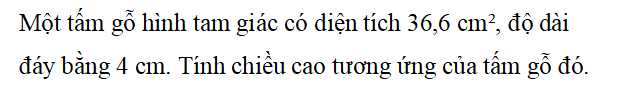 Một tấm gỗ hình tam giác có diện tích 36,6 cm², độ dài
đáy bằng 4 cm. Tính chiều cao tương ứng của tấm gỗ đó.